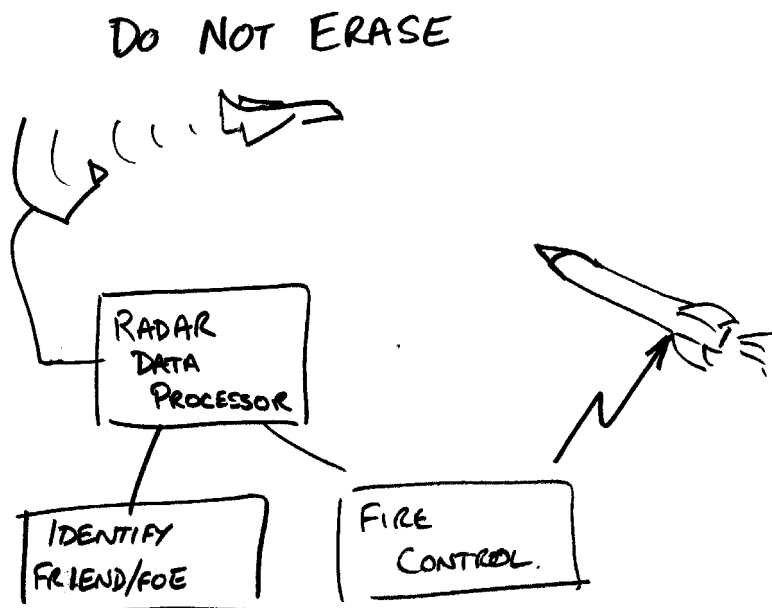 DO NOT ERASE
RADAR
DATA
PROCESSOR
IDENTIFY
FRIEND/FOE
FIRE
CONTROL.